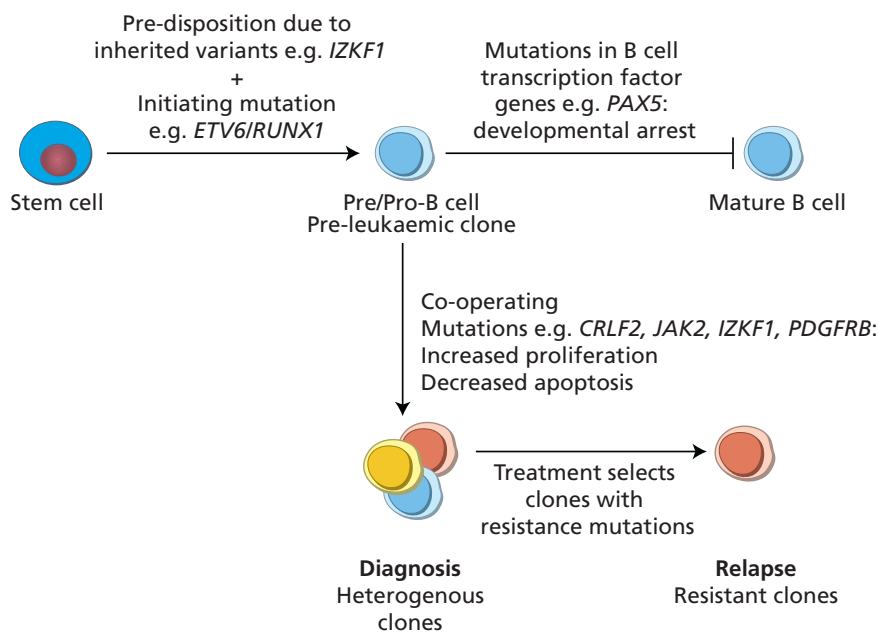 Pre-disposition due to
inherited variants e.g. IZKF1
+
Initiating mutation
e.g. ETV6/RUNX1
Mutations in B cell
transcription factor
genes e.g. PAX5:
developmental arrest
Stem cell
Pre/Pro-B cell
Pre-leukaemic clone
Mature B cell
Co-operating
Mutations e.g. CRLF2, JAK2, IZKF1, PDGFRB:
Increased proliferation
Decreased apoptosis
Treatment selects
clones with
resistance mutations
Diagnosis
Heterogenous
clones
Relapse
Resistant clones